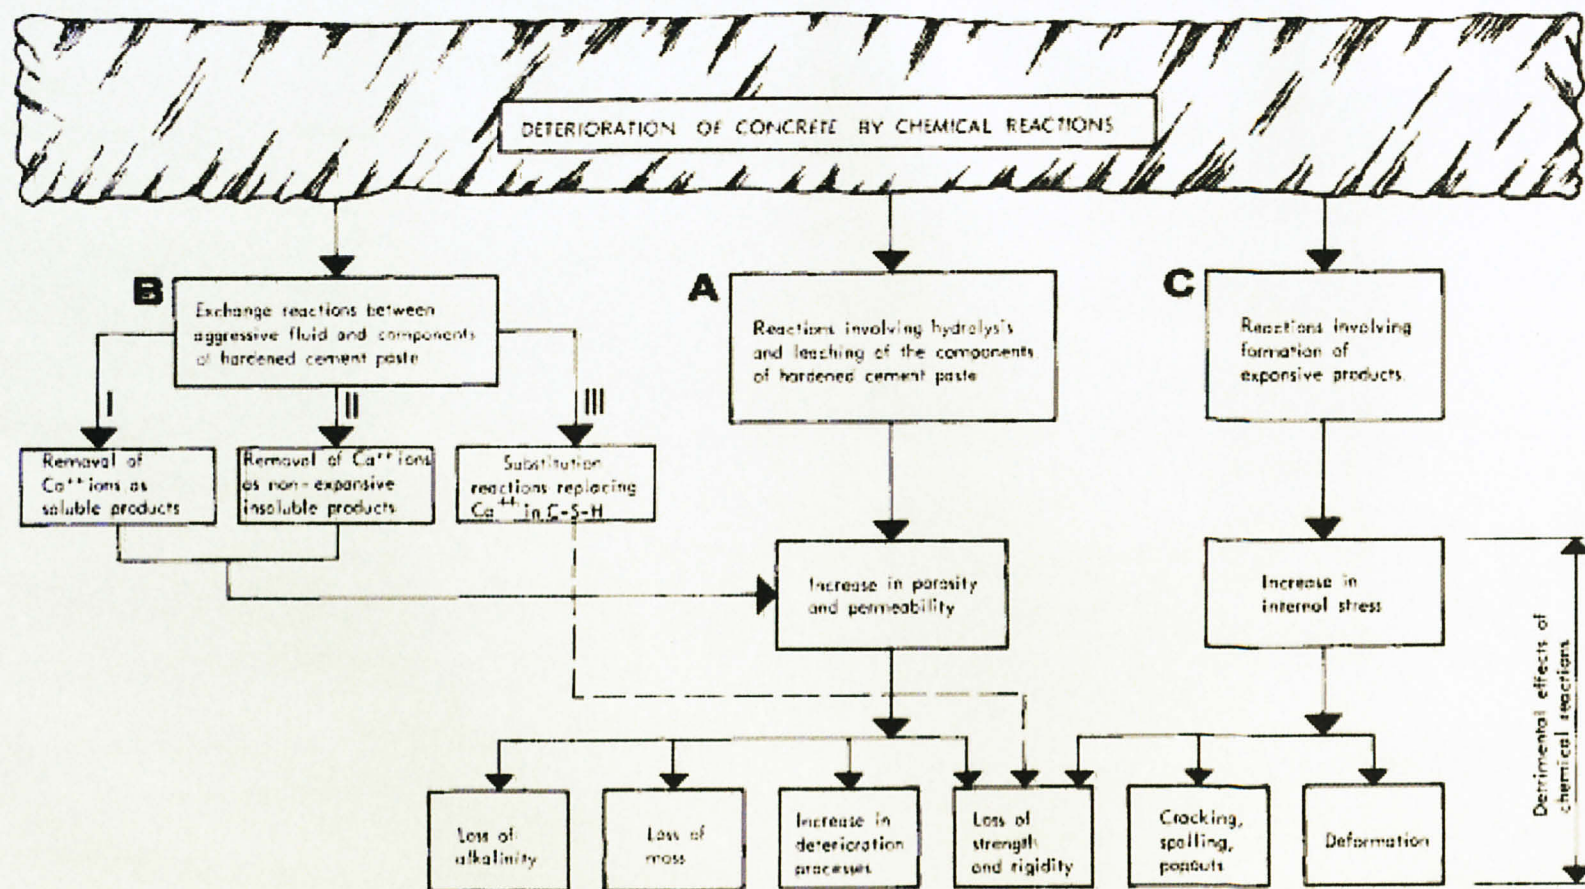 DETERIORATION OF CONCRETE BY CHEMICAL REACTIONS
B
Exchange reactions between
aggressive fluid and components
of hardened cement paste
A
Reactions involving hydrolysis
and leaching of the components
of hardened cement paste
C
Reactions involving
formation of
expansive products
I
II
III
Removal of
Ca++ ions as
soluble products
Removal of Ca++ ions
as non-expansive
insoluble products
Substitution
reactions replacing
Ca++ in C-S-H
Increase in porosity
and permeability
Increase in
internal stress
Detrimental effects of
chemical reactions
Loss of
alkalinity
Loss of
mass
Increase in
deterioration
processes
Loss of
strength
and rigidity
Cracking,
spalling,
popouts
Deformation